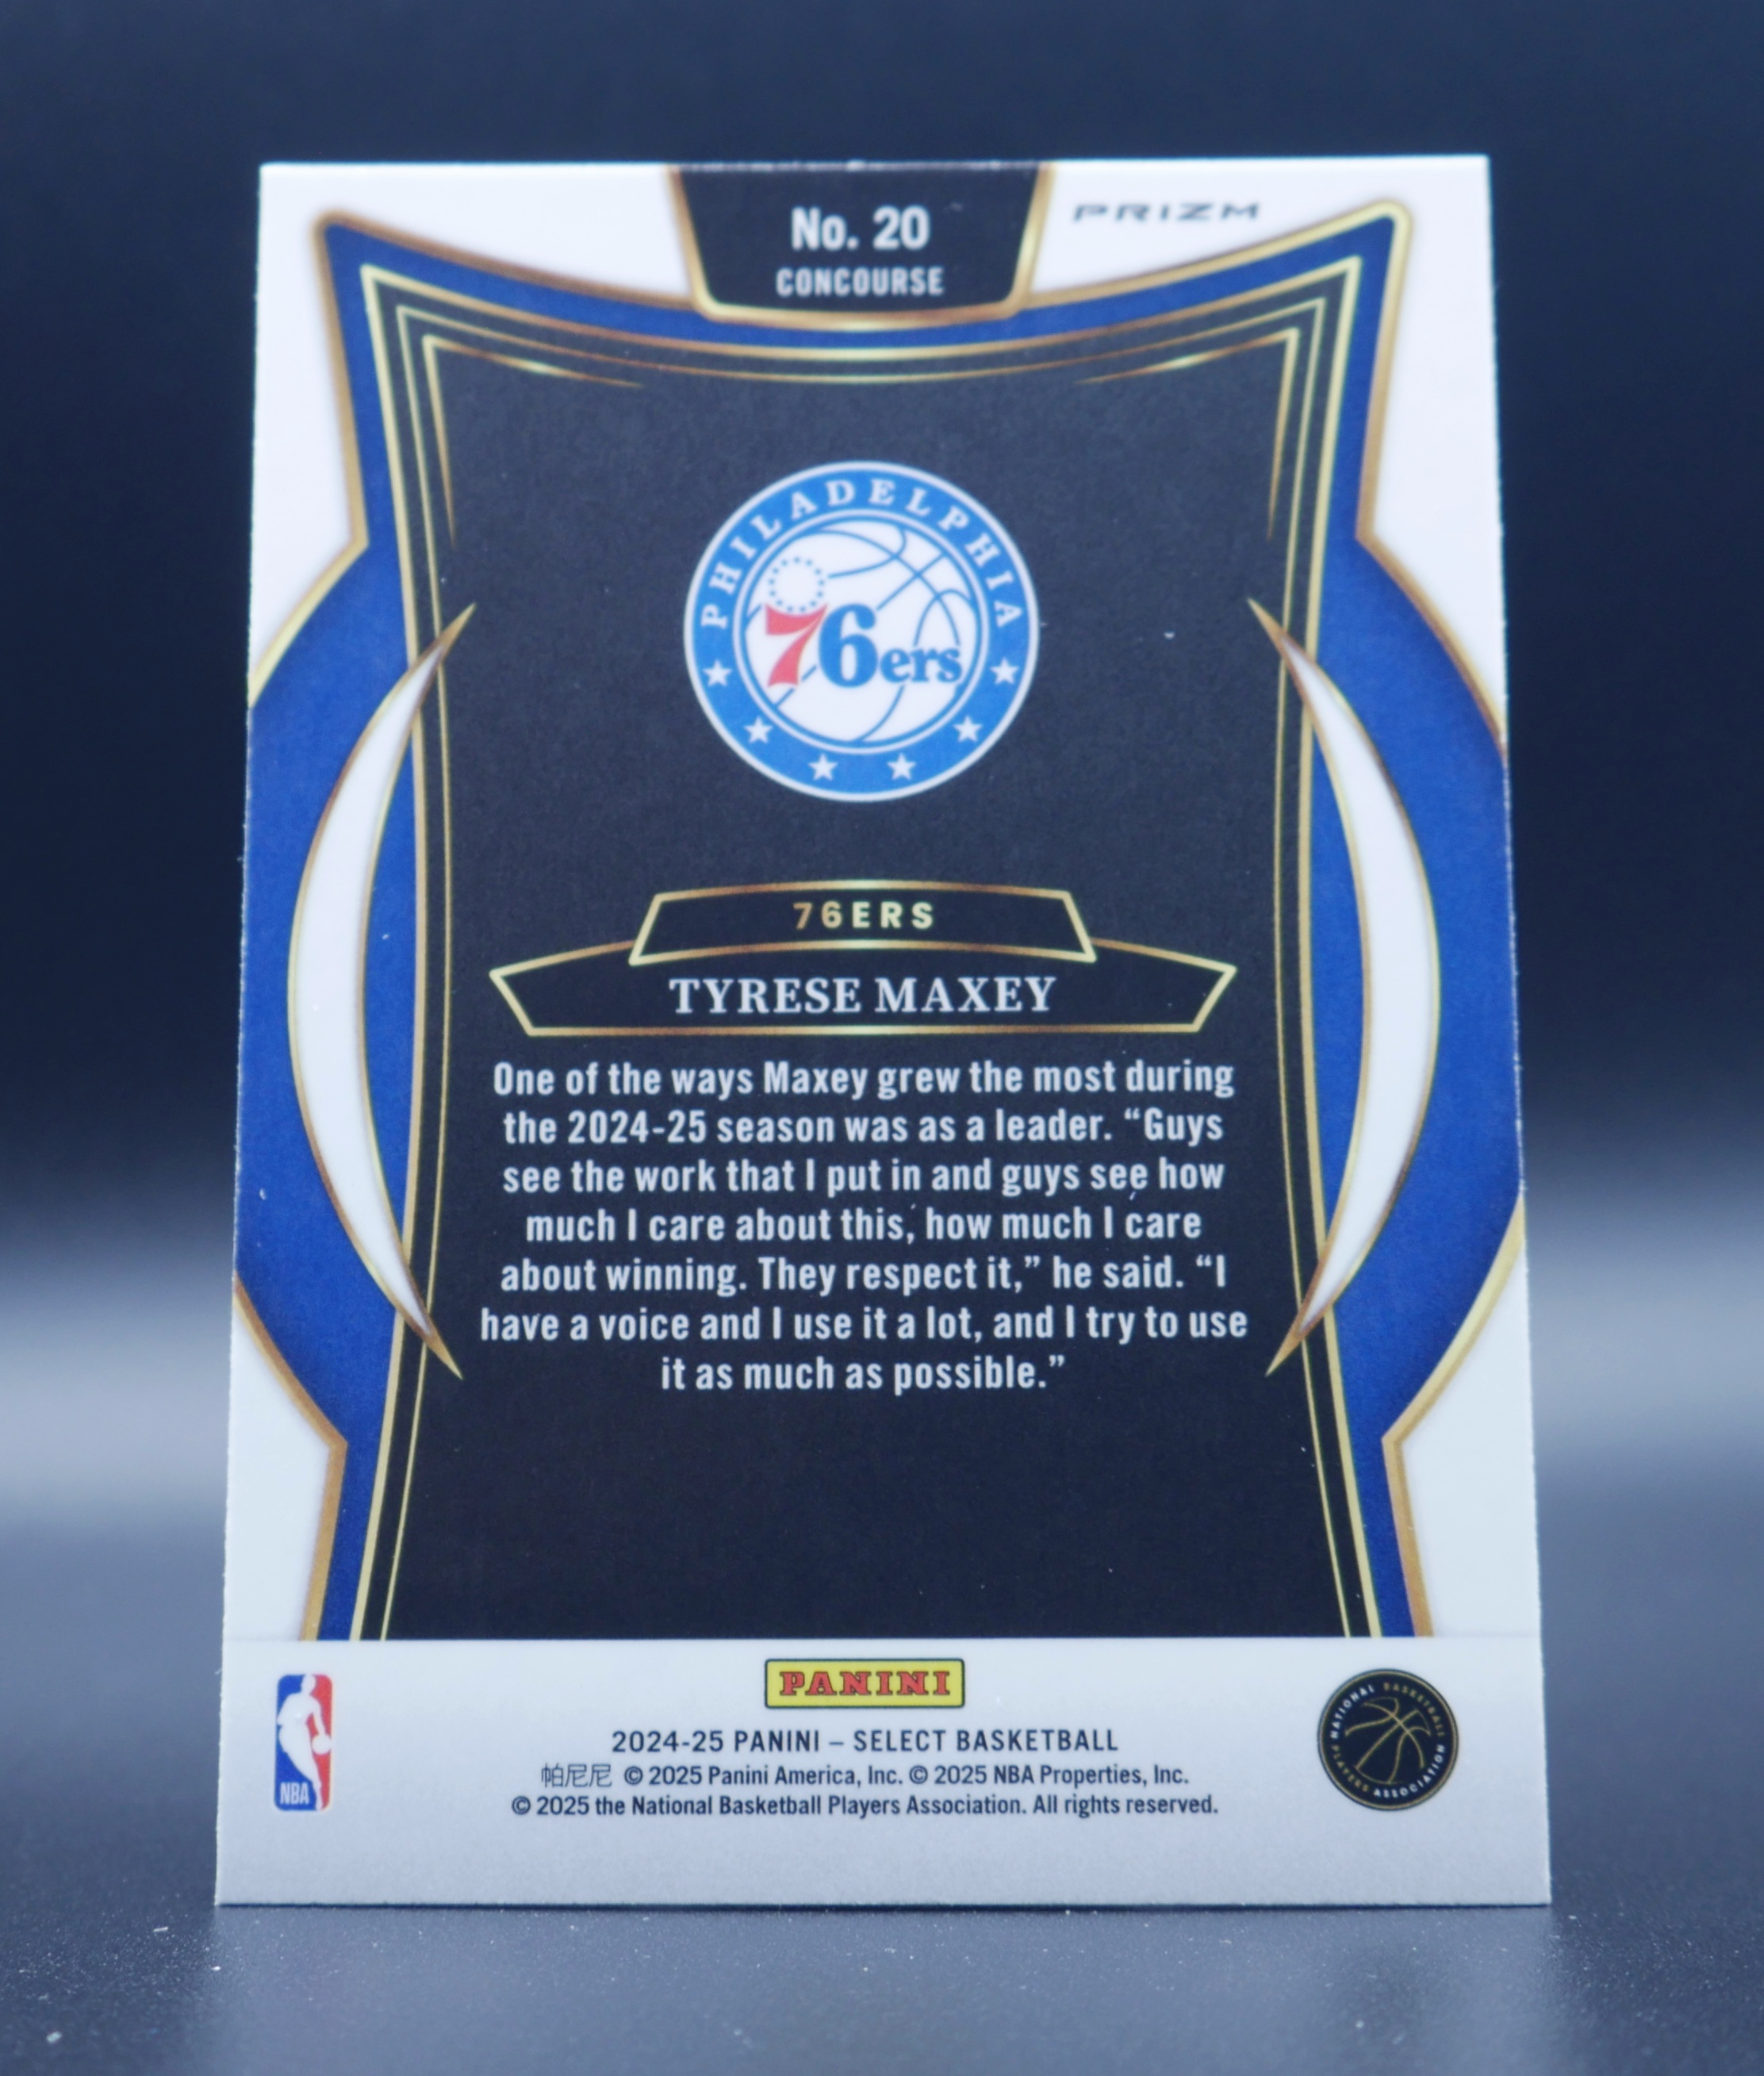 No. 20
CONCOURSE
PRIZM
PHILADELPHIA
76ers
76ERS
TYRESE MAXEY
One of the ways Maxey grew the most during
the 2024-25 season was as a leader. “Guys
see the work that I put in and guys see how
much I care about this, how much I care
about winning. They respect it,” he said. “I
have a voice and I use it a lot, and I try to use
it as much as possible.”
PANINI
NBA
NATIONAL BASKETBALL
PLAYERS ASSOCIATION
2024-25 PANINI – SELECT BASKETBALL
帕尼尼 © 2025 Panini America, Inc. © 2025 NBA Properties, Inc.
© 2025 the National Basketball Players Association. All rights reserved.